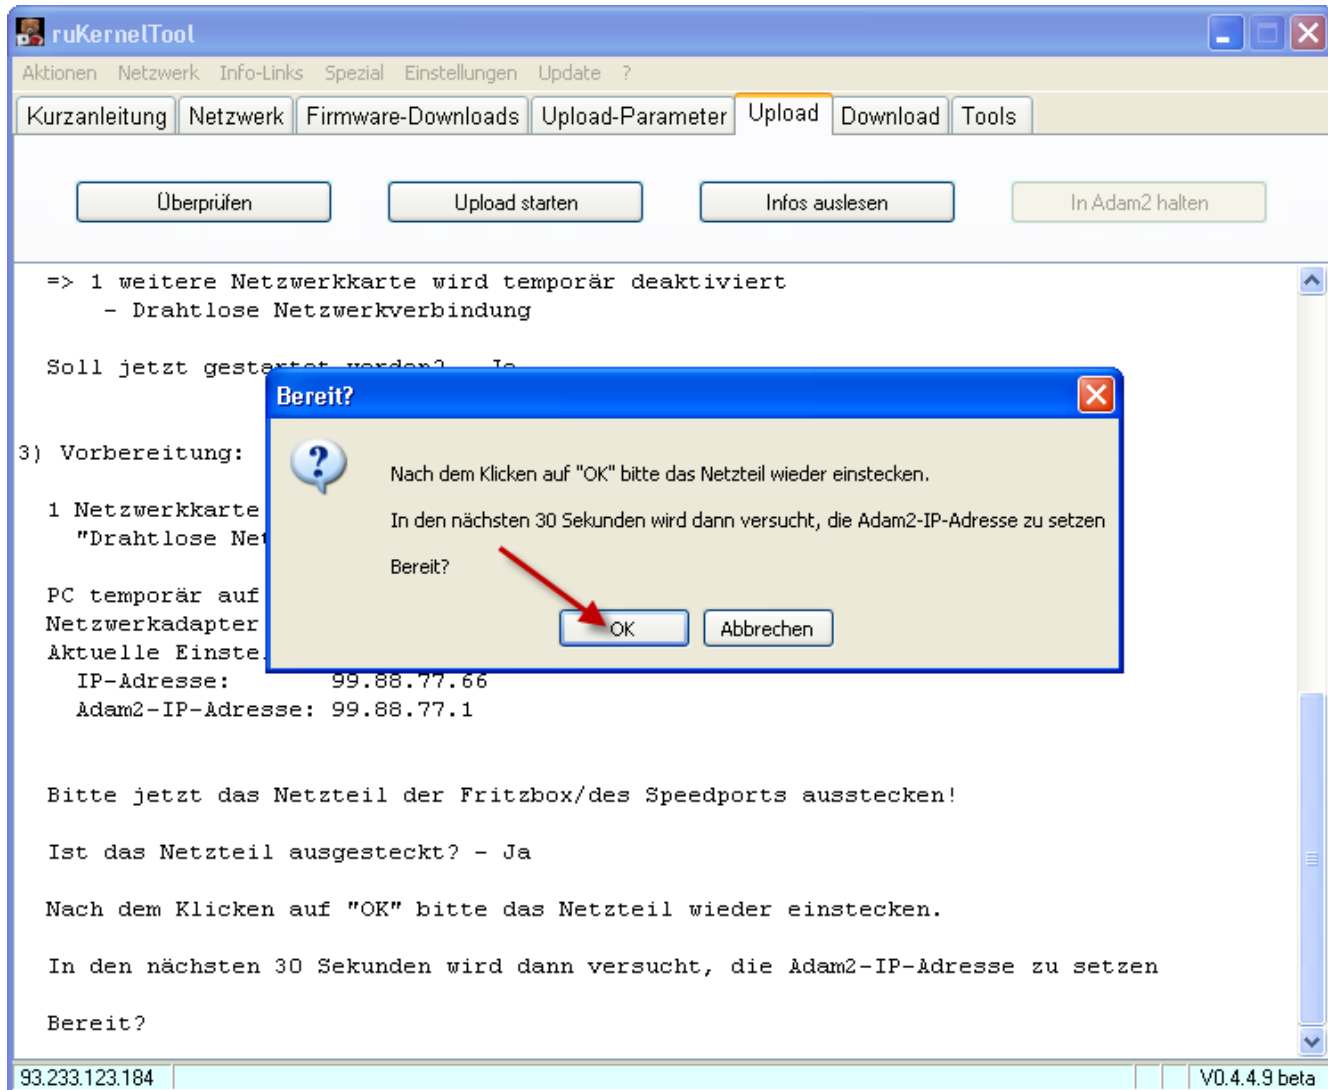 ruKernelTool
Aktionen Netzwerk Info-Links Spezial Einstellungen Update ?
Kurzanleitung Netzwerk Firmware-Downloads Upload-Parameter Upload Download Tools
Überprüfen Upload starten Infos auslesen In Adam2 halten
=> 1 weitere Netzwerkkarte wird temporär deaktiviert
- Drahtlose Netzwerkverbindung
Soll jetzt gestartet werden? Ja
Bereit?
Nach dem Klicken auf "OK" bitte das Netzteil wieder einstecken.
In den nächsten 30 Sekunden wird dann versucht, die Adam2-IP-Adresse zu setzen
Bereit?
OK Abbrechen
3) Vorbereitung:
1 Netzwerkkarte
"Drahtlose Net
PC temporär auf
Netzwerkadapter
Aktuelle Einste
IP-Adresse: 99.88.77.66
Adam2-IP-Adresse: 99.88.77.1
Bitte jetzt das Netzteil der Fritzbox/des Speedports ausstecken!
Ist das Netzteil ausgesteckt? - Ja
Nach dem Klicken auf "OK" bitte das Netzteil wieder einstecken.
In den nächsten 30 Sekunden wird dann versucht, die Adam2-IP-Adresse zu setzen
Bereit?
93.233.123.184 V0.4.4.9 beta